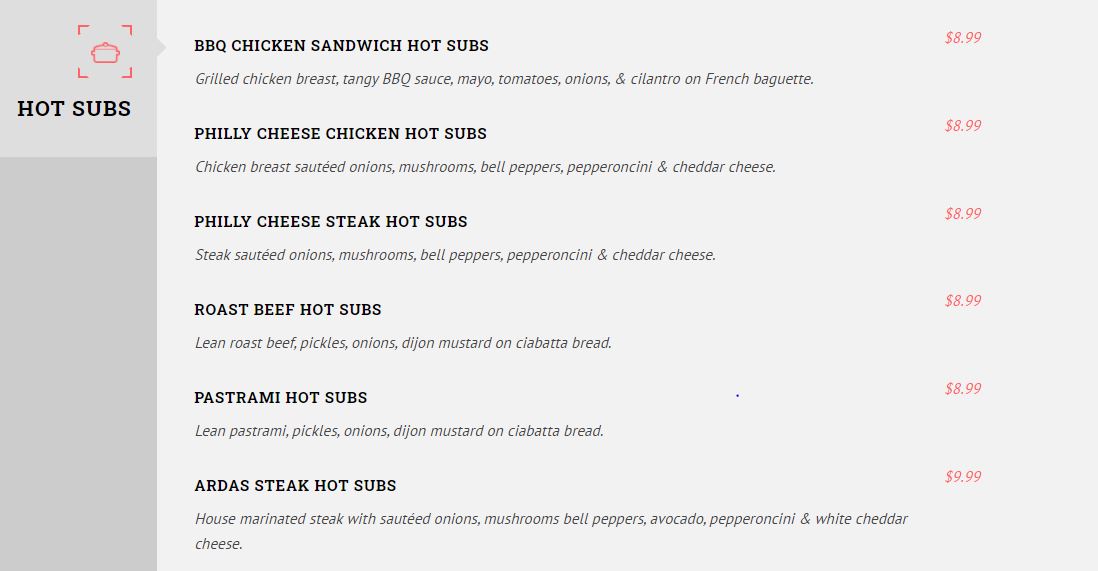 HOT SUBS
BBQ CHICKEN SANDWICH HOT SUBS
$8.99
Grilled chicken breast, tangy BBQ sauce, mayo, tomatoes, onions, & cilantro on French baguette.
PHILLY CHEESE CHICKEN HOT SUBS
$8.99
Chicken breast sautéed onions, mushrooms, bell peppers, pepperoncini & cheddar cheese.
PHILLY CHEESE STEAK HOT SUBS
$8.99
Steak sautéed onions, mushrooms, bell peppers, pepperoncini & cheddar cheese.
ROAST BEEF HOT SUBS
$8.99
Lean roast beef, pickles, onions, dijon mustard on ciabatta bread.
PASTRAMI HOT SUBS
$8.99
Lean pastrami, pickles, onions, dijon mustard on ciabatta bread.
ARDAS STEAK HOT SUBS
$9.99
House marinated steak with sautéed onions, mushrooms bell peppers, avocado, pepperoncini & white cheddar
cheese.